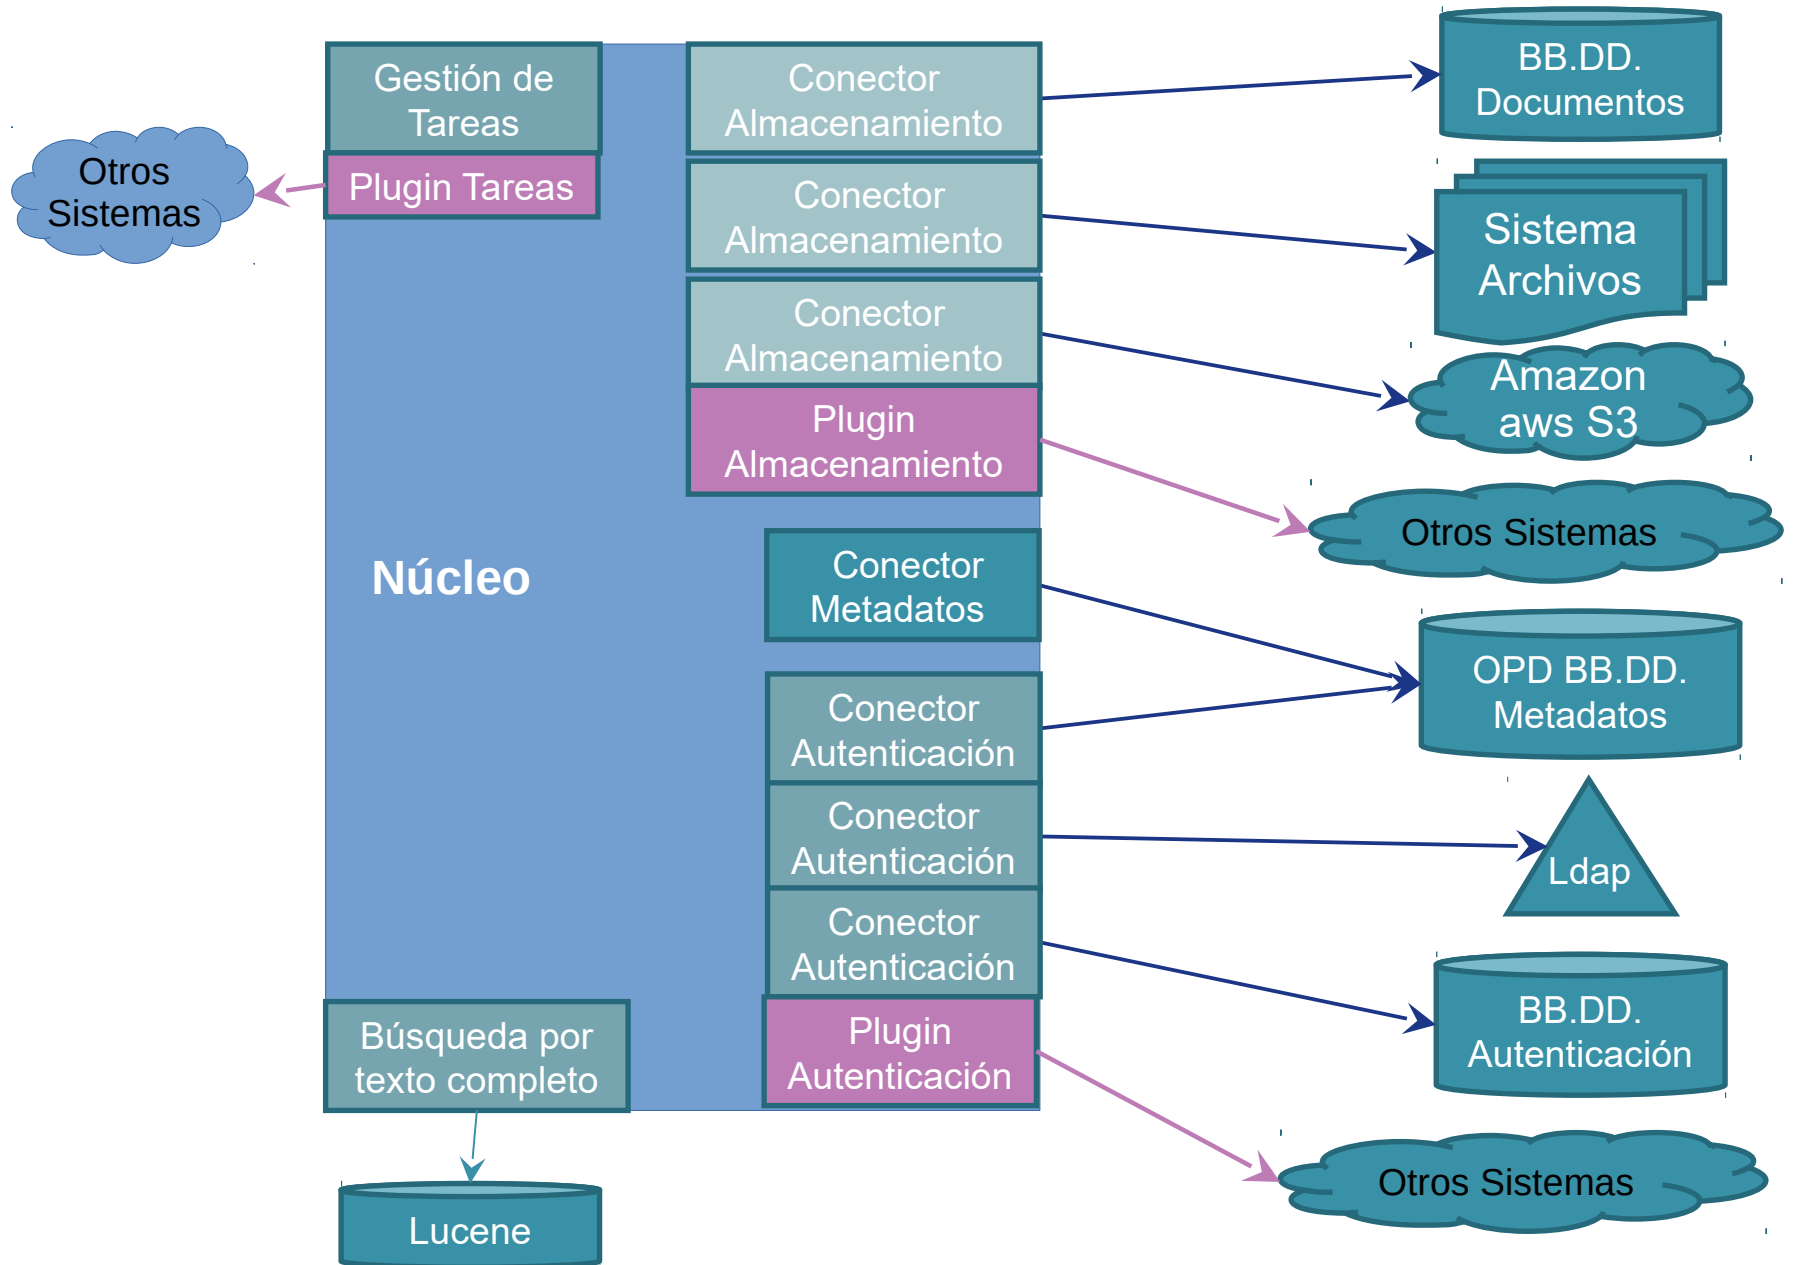 Gestión de
Tareas
Plugin Tareas
Otros
Sistemas
Núcleo
Búsqueda por
texto completo
Lucene
Conector
Almacenamiento
Conector
Almacenamiento
Conector
Almacenamiento
Plugin
Almacenamiento
Conector
Metadatos
Conector
Autenticación
Conector
Autenticación
Conector
Autenticación
Plugin
Autenticación
BB.DD.
Documentos
Sistema
Archivos
Amazon
aws S3
Otros Sistemas
OPD BB.DD.
Metadatos
Ldap
BB.DD.
Autenticación
Otros Sistemas